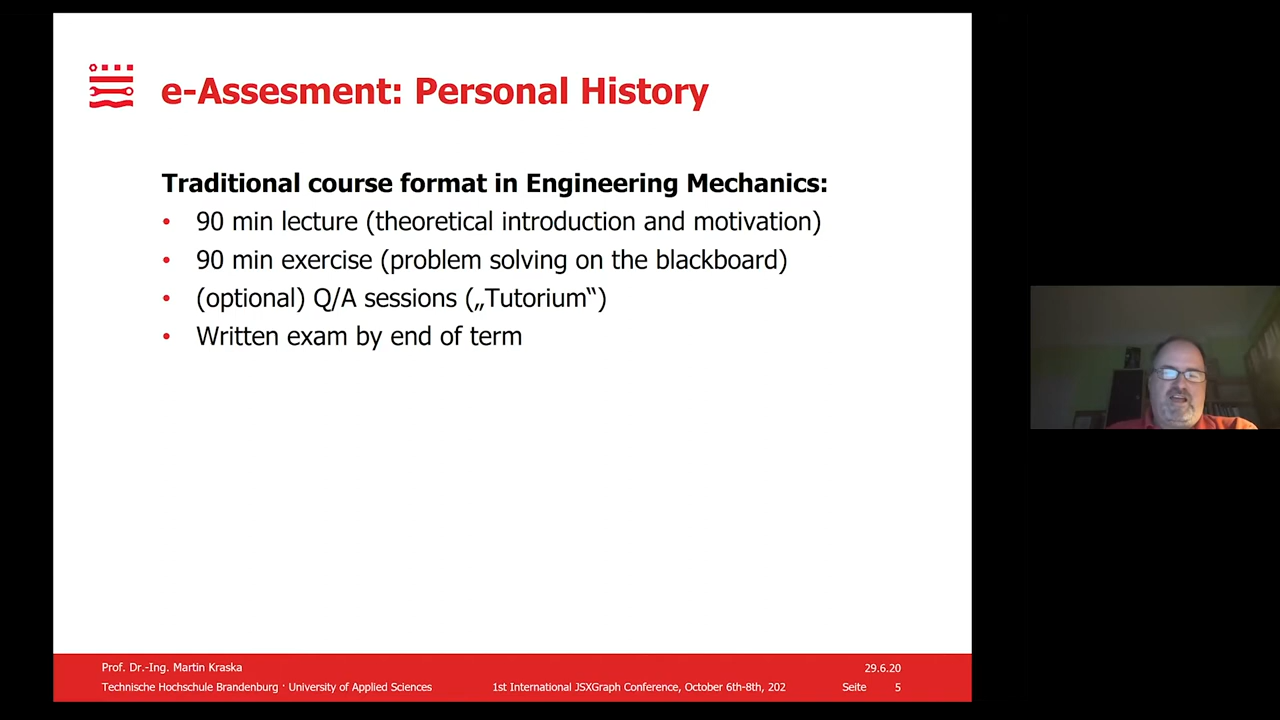 e-Assesment: Personal History
Traditional course format in Engineering Mechanics:
• 90 min lecture (theoretical introduction and motivation)
• 90 min exercise (problem solving on the blackboard)
• (optional) Q/A sessions („Tutorium“)
• Written exam by end of term
Prof. Dr.-Ing. Martin Kraska 29.6.20
Technische Hochschule Brandenburg · University of Applied Sciences 1st International JSXGraph Conference, October 6th-8th, 202 Seite 5